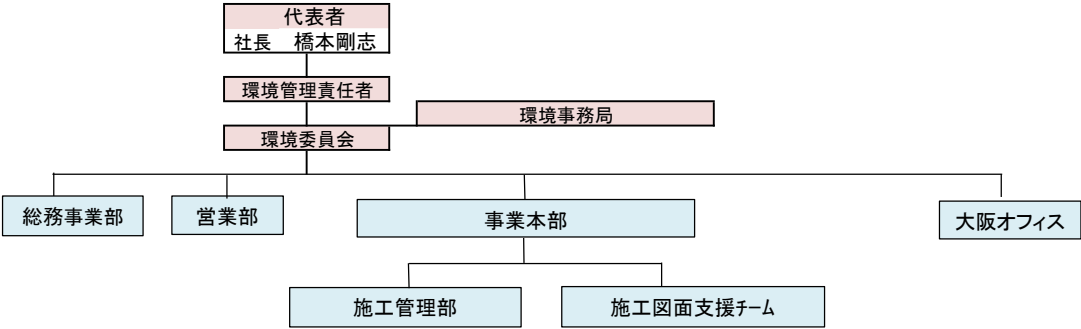 代表者
社長　橋本剛志
環境管理責任者
環境事務局
環境委員会
総務事業部
営業部
事業本部
大阪オフィス
施工管理部
施工図面支援ﾁｰﾑ